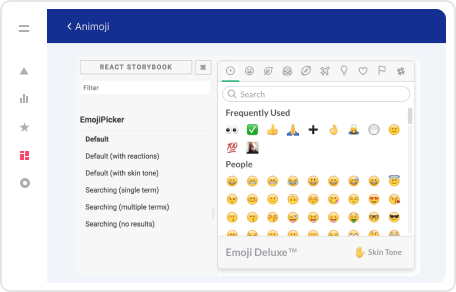 Animoji
REACT STORYBOOK
⌘
Filter
Search
Frequently Used
EmojiPicker
Default
Default (with reactions)
Default (with skin tone)
Searching (single term)
Searching (multiple terms)
Searching (no results)
People
Emoji Deluxe™
Skin Tone